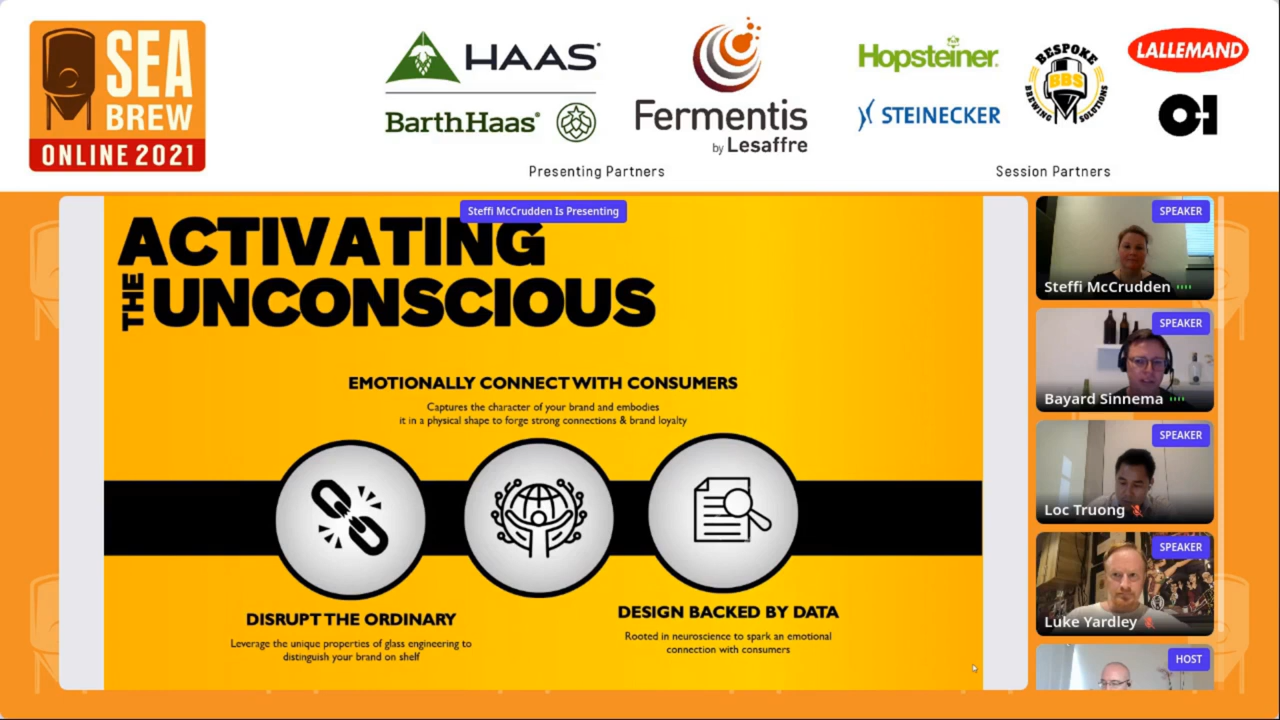 SEA
BREW
ONLINE 2021
HAAS®
BarthHaas®
Fermentis
by Lesaffre
Hopsteiner®
STEINECKER
BESPOKE
BBS
BREWING SOLUTIONS
LALLEMAND
O-I
Presenting Partners
Session Partners
Steffi McCrudden Is Presenting
ACTIVATING
THE UNCONSCIOUS
EMOTIONALLY CONNECT WITH CONSUMERS
Captures the character of your brand and embodies
it in a physical shape to forge strong connections & brand loyalty
DISRUPT THE ORDINARY
Leverage the unique properties of glass engineering to
distinguish your brand on shelf
DESIGN BACKED BY DATA
Rooted in neuroscience to spark an emotional
connection with consumers
SPEAKER
Steffi McCrudden
SPEAKER
Bayard Sinnema
SPEAKER
Loc Truong
SPEAKER
Luke Yardley
HOST